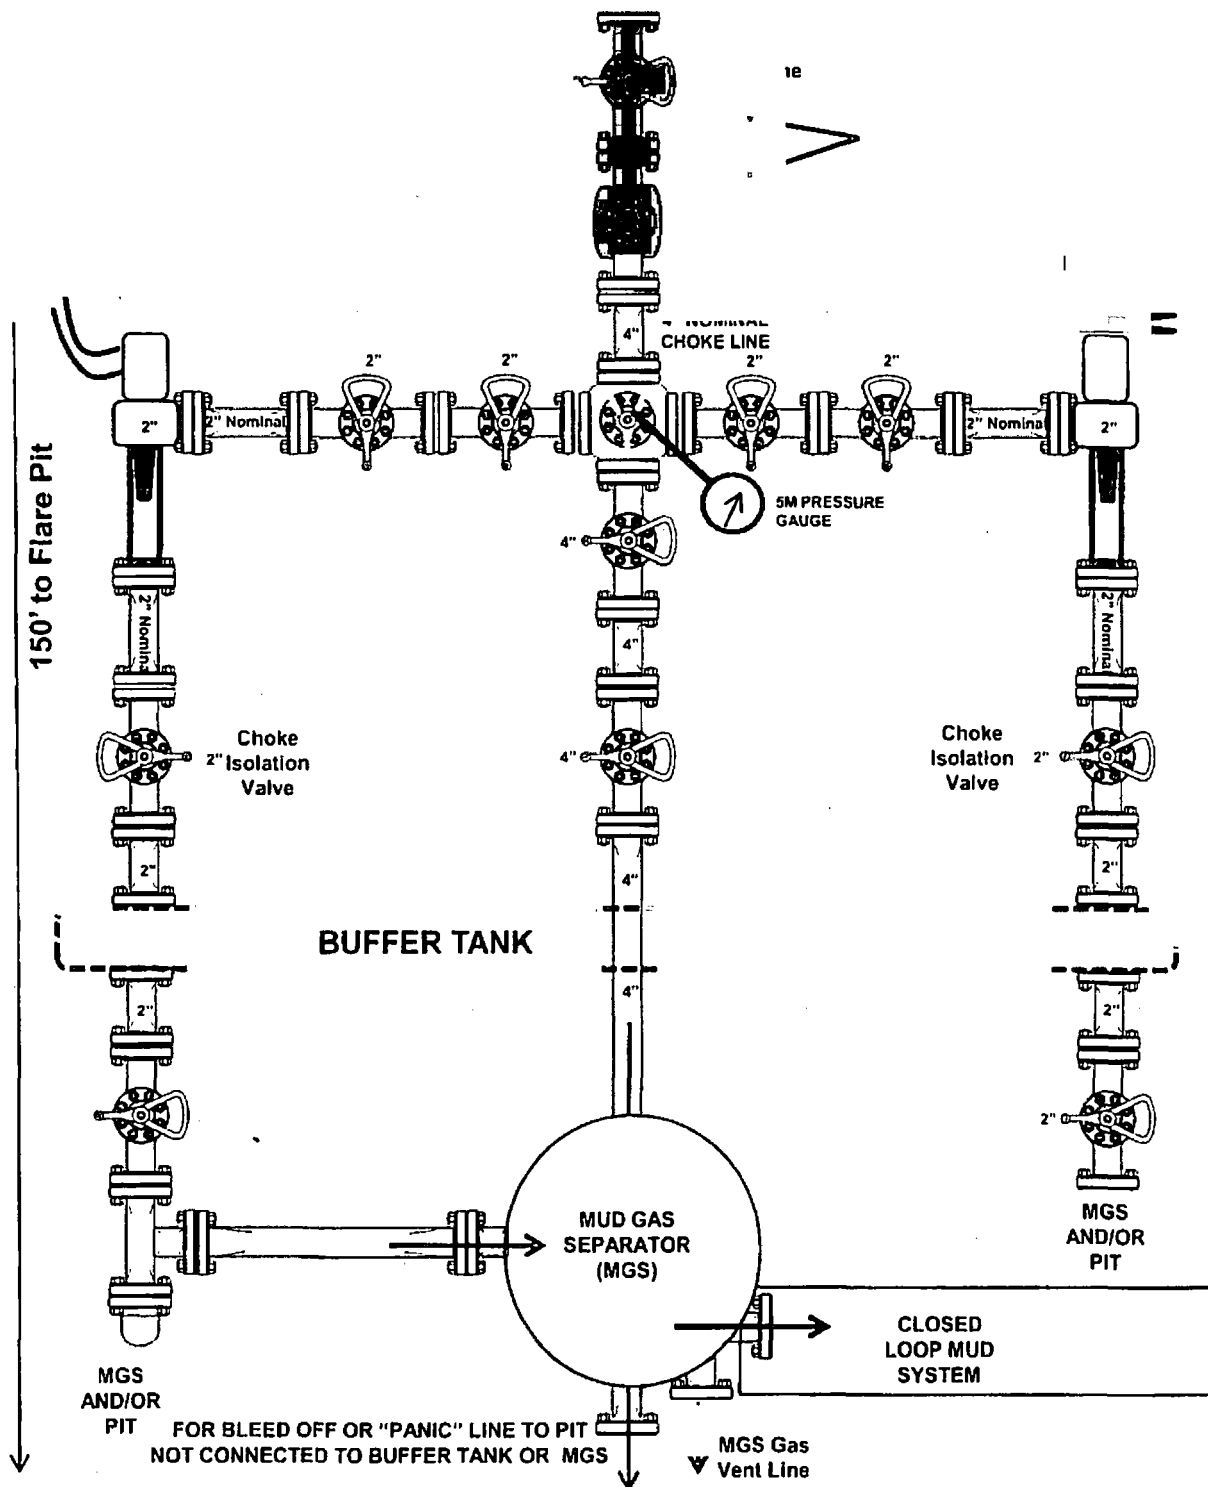 4"
CHOKE LINE
2"
2"
2"
2"
2"
2" Nominal
2" Nominal
2"
5M PRESSURE
GAUGE
4"
150' to Flare Pit
2" Nominal
4"
2" Nominal
Choke
2" Isolation
Valve
4"
Choke
Isolation 2"
Valve
2"
4"
2"
BUFFER TANK
2"
4"
2"
2"
MUD GAS
SEPARATOR
(MGS)
MGS
AND/OR
PIT
CLOSED
LOOP MUD
SYSTEM
MGS
AND/OR
PIT
FOR BLEED OFF OR "PANIC" LINE TO PIT
NOT CONNECTED TO BUFFER TANK OR MGS
MGS Gas
Vent Line